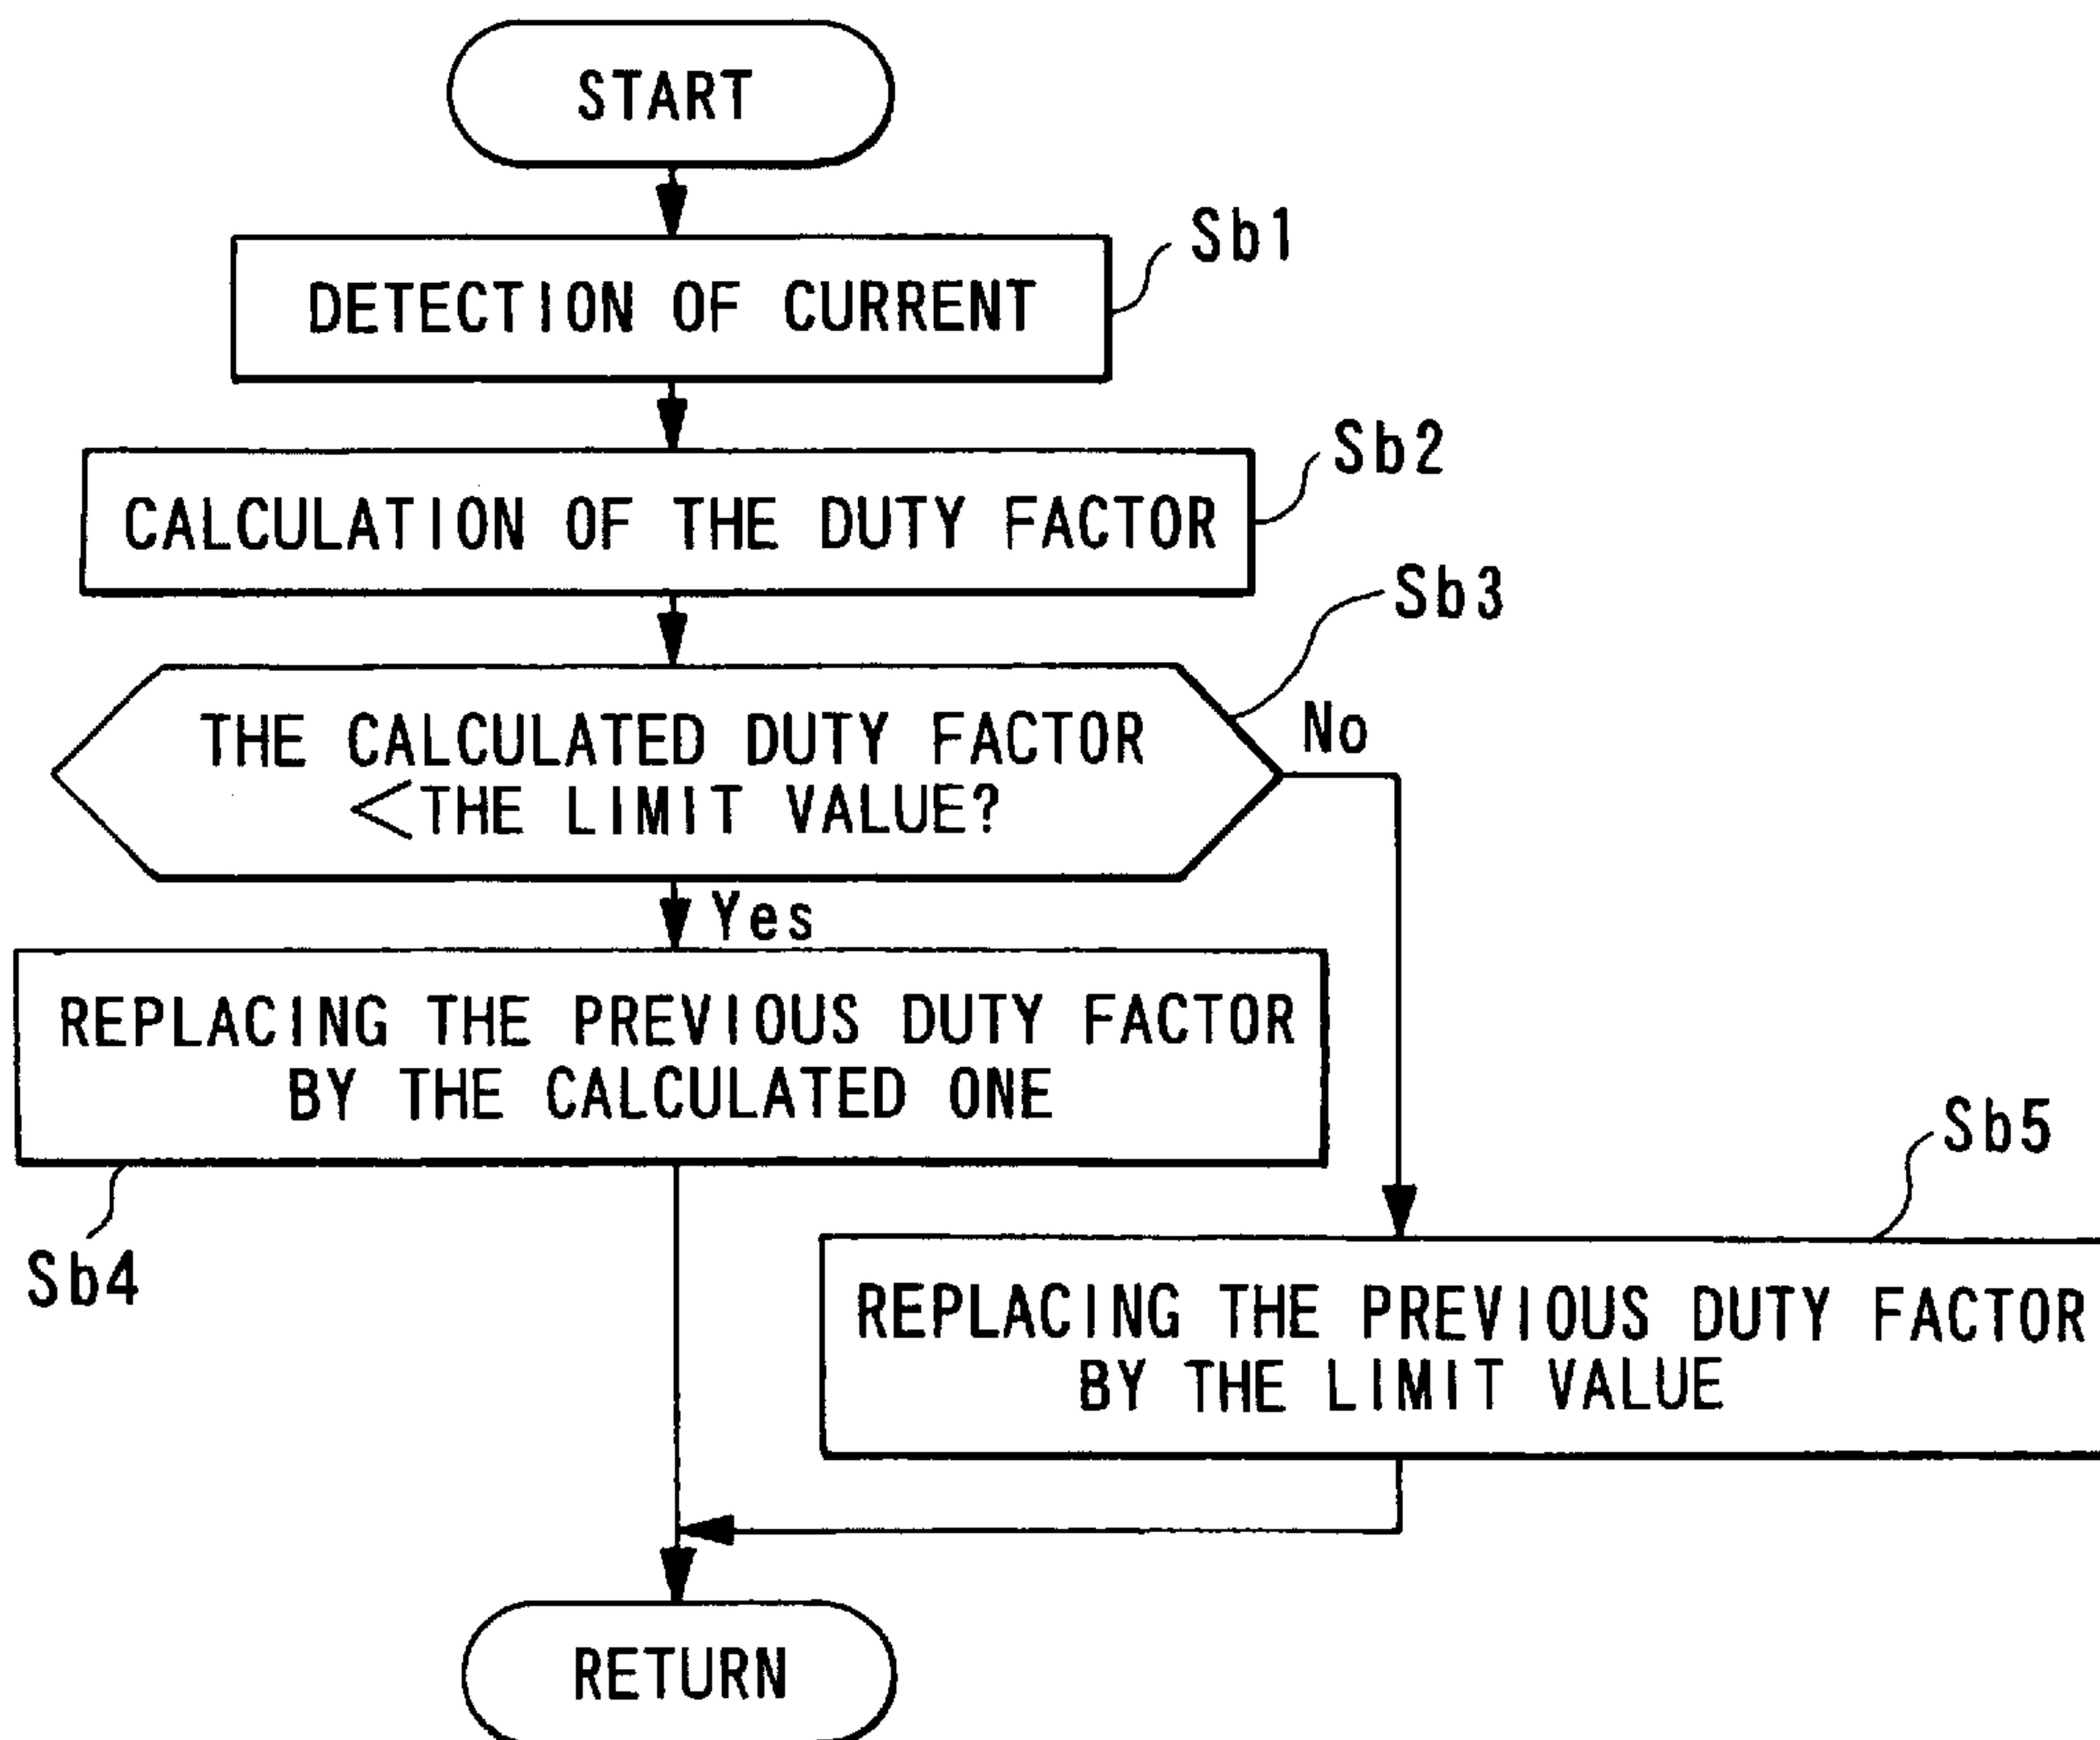 START
Sb1
DETECTION OF CURRENT
Sb2
CALCULATION OF THE DUTY FACTOR
Sb3
THE CALCULATED DUTY FACTOR
<THE LIMIT VALUE?
No
Yes
REPLACING THE PREVIOUS DUTY FACTOR
BY THE CALCULATED ONE
Sb4
Sb5
REPLACING THE PREVIOUS DUTY FACTOR
BY THE LIMIT VALUE
RETURN